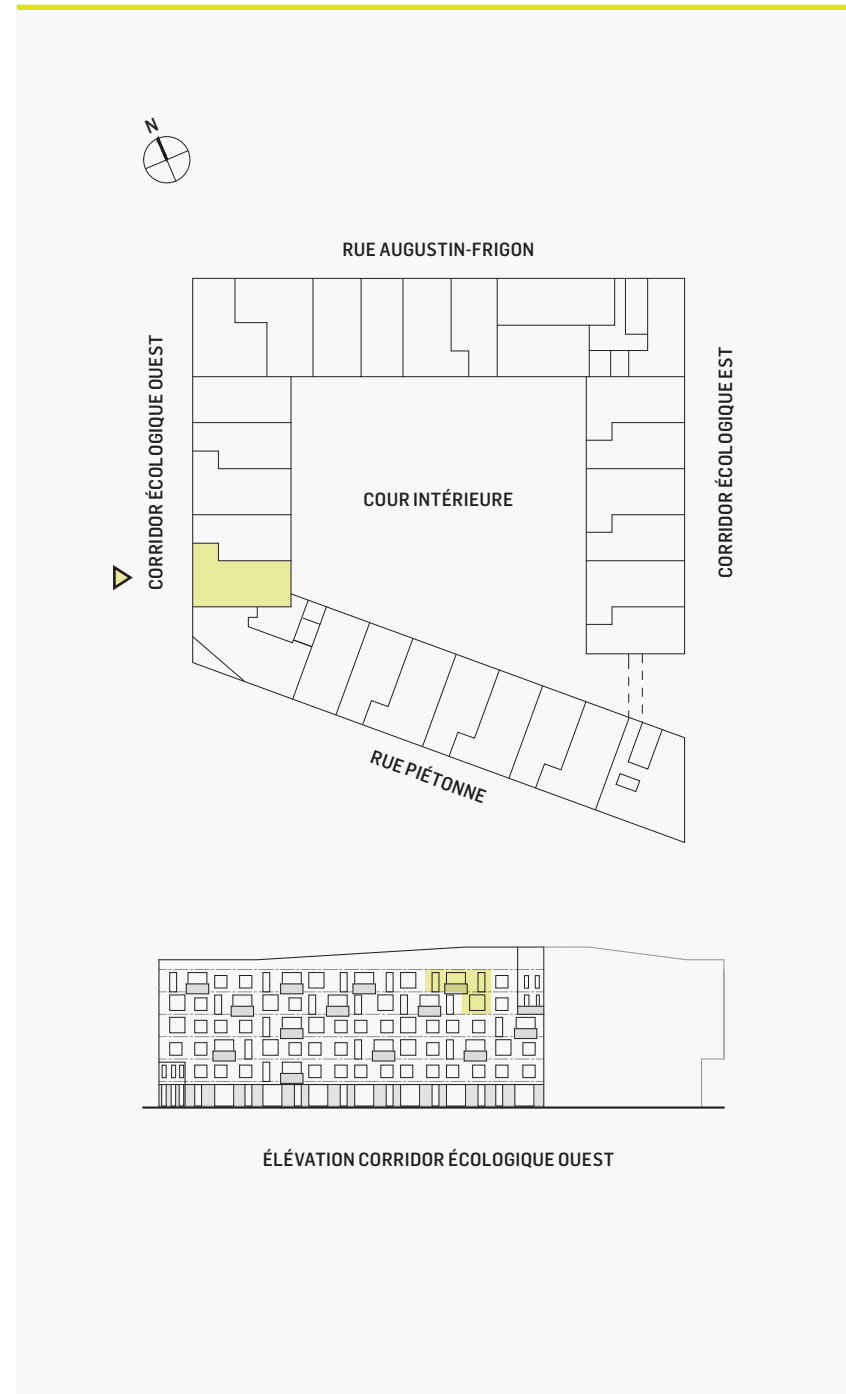 N
RUE AUGUSTIN-FRIGON
CORRIDOR ÉCOLOGIQUE OUEST
CORRIDOR ÉCOLOGIQUE EST
COUR INTÉRIEURE
RUE PIÉTONNE
ÉLÉVATION CORRIDOR ÉCOLOGIQUE OUEST